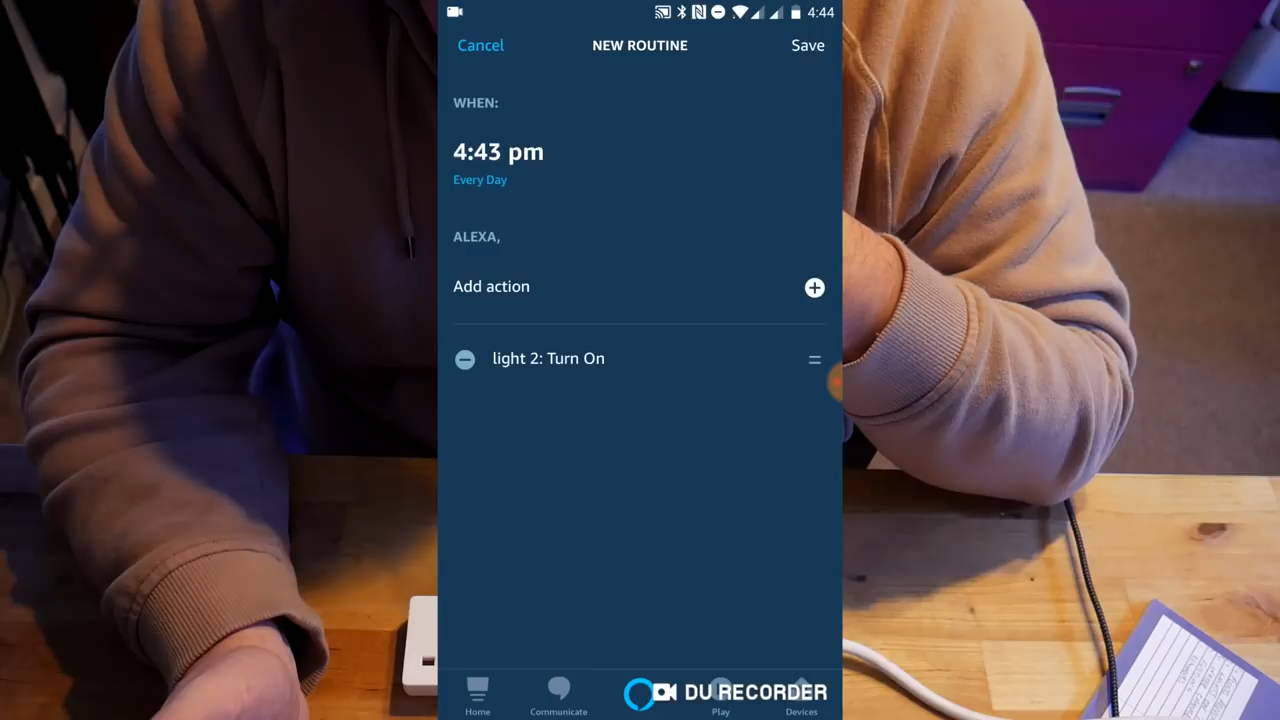 4:44
Cancel
NEW ROUTINE
Save
WHEN:
4:43 pm
Every Day
ALEXA,
Add action
light 2: Turn On
DU RECORDER
Home
Communicate
Play
Devices